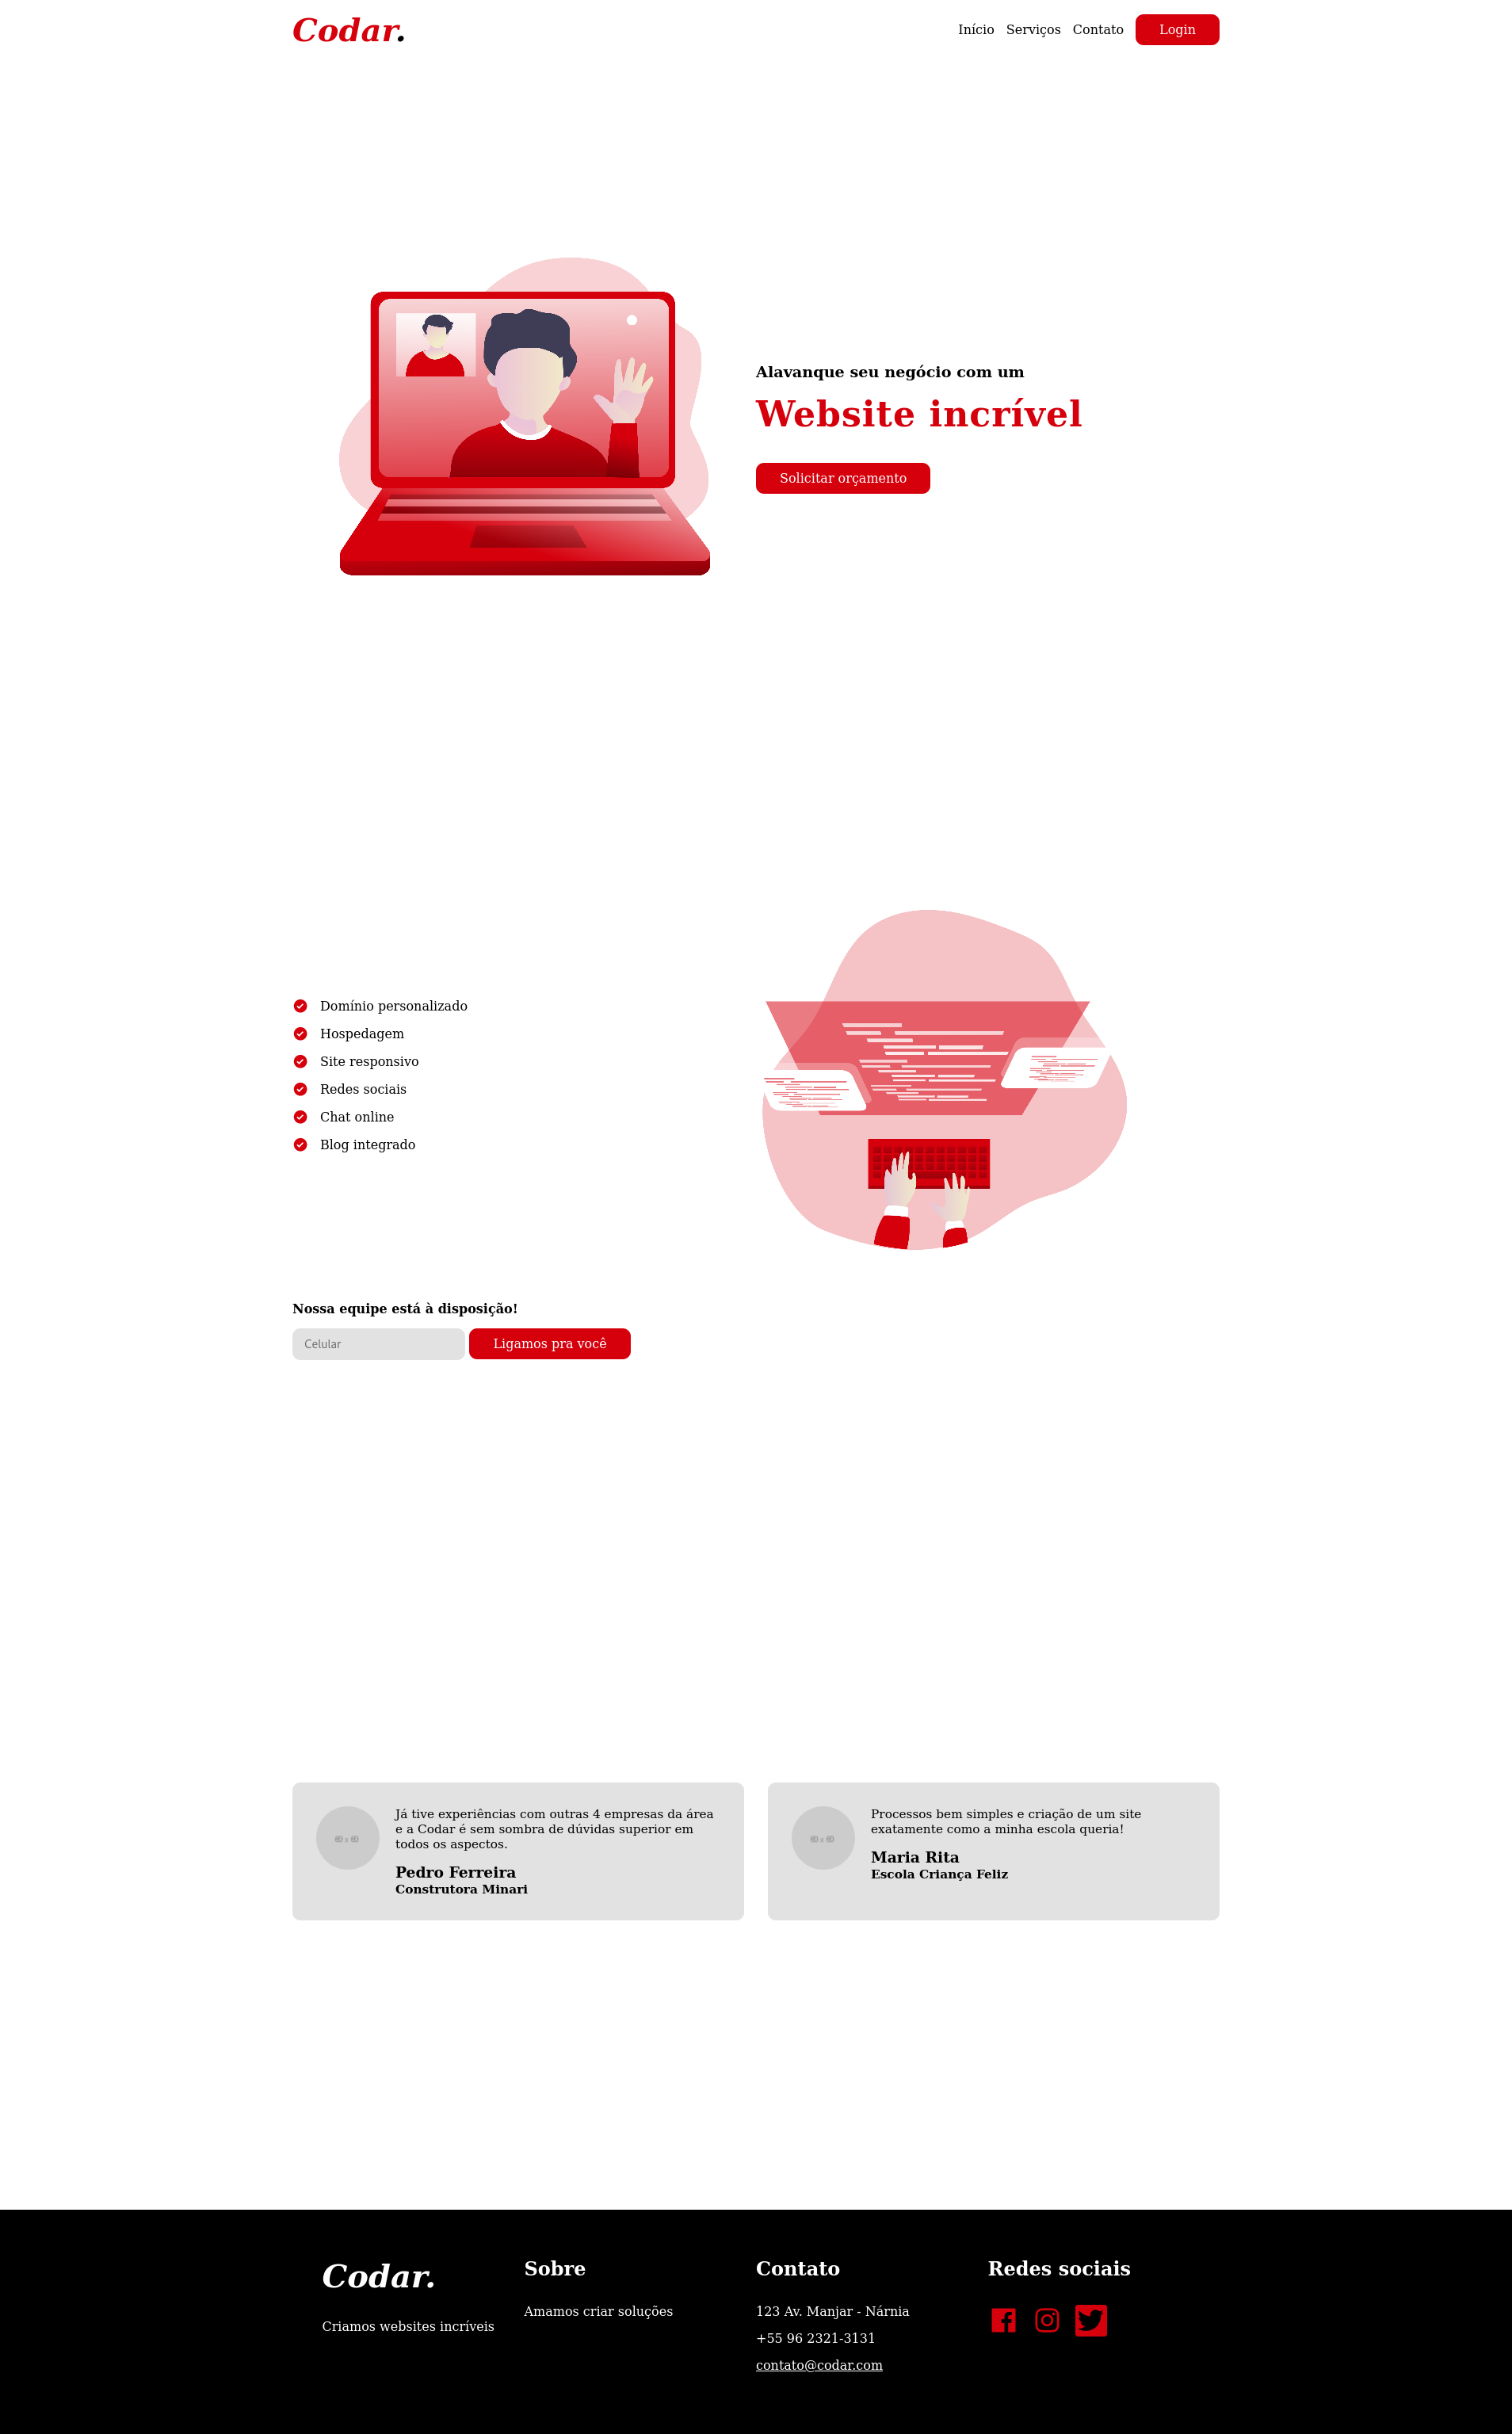 Codar.
Início
Serviços
Contato
Login
Alavanque seu negócio com um
Website incrível
Solicitar orçamento
Domínio personalizado
Hospedagem
Site responsivo
Redes sociais
Chat online
Blog integrado
Nossa equipe está à disposição!
Celular
Ligamos pra você
Já tive experiências com outras 4 empresas da área
e a Codar é sem sombra de dúvidas superior em
todos os aspectos.
Pedro Ferreira
Construtora Minari
Processos bem simples e criação de um site
exatamente como a minha escola queria!
Maria Rita
Escola Criança Feliz
Codar.
Criamos websites incríveis
Sobre
Amamos criar soluções
Contato
123 Av. Manjar - Nárnia
+55 96 2321-3131
contato@codar.com
Redes sociais